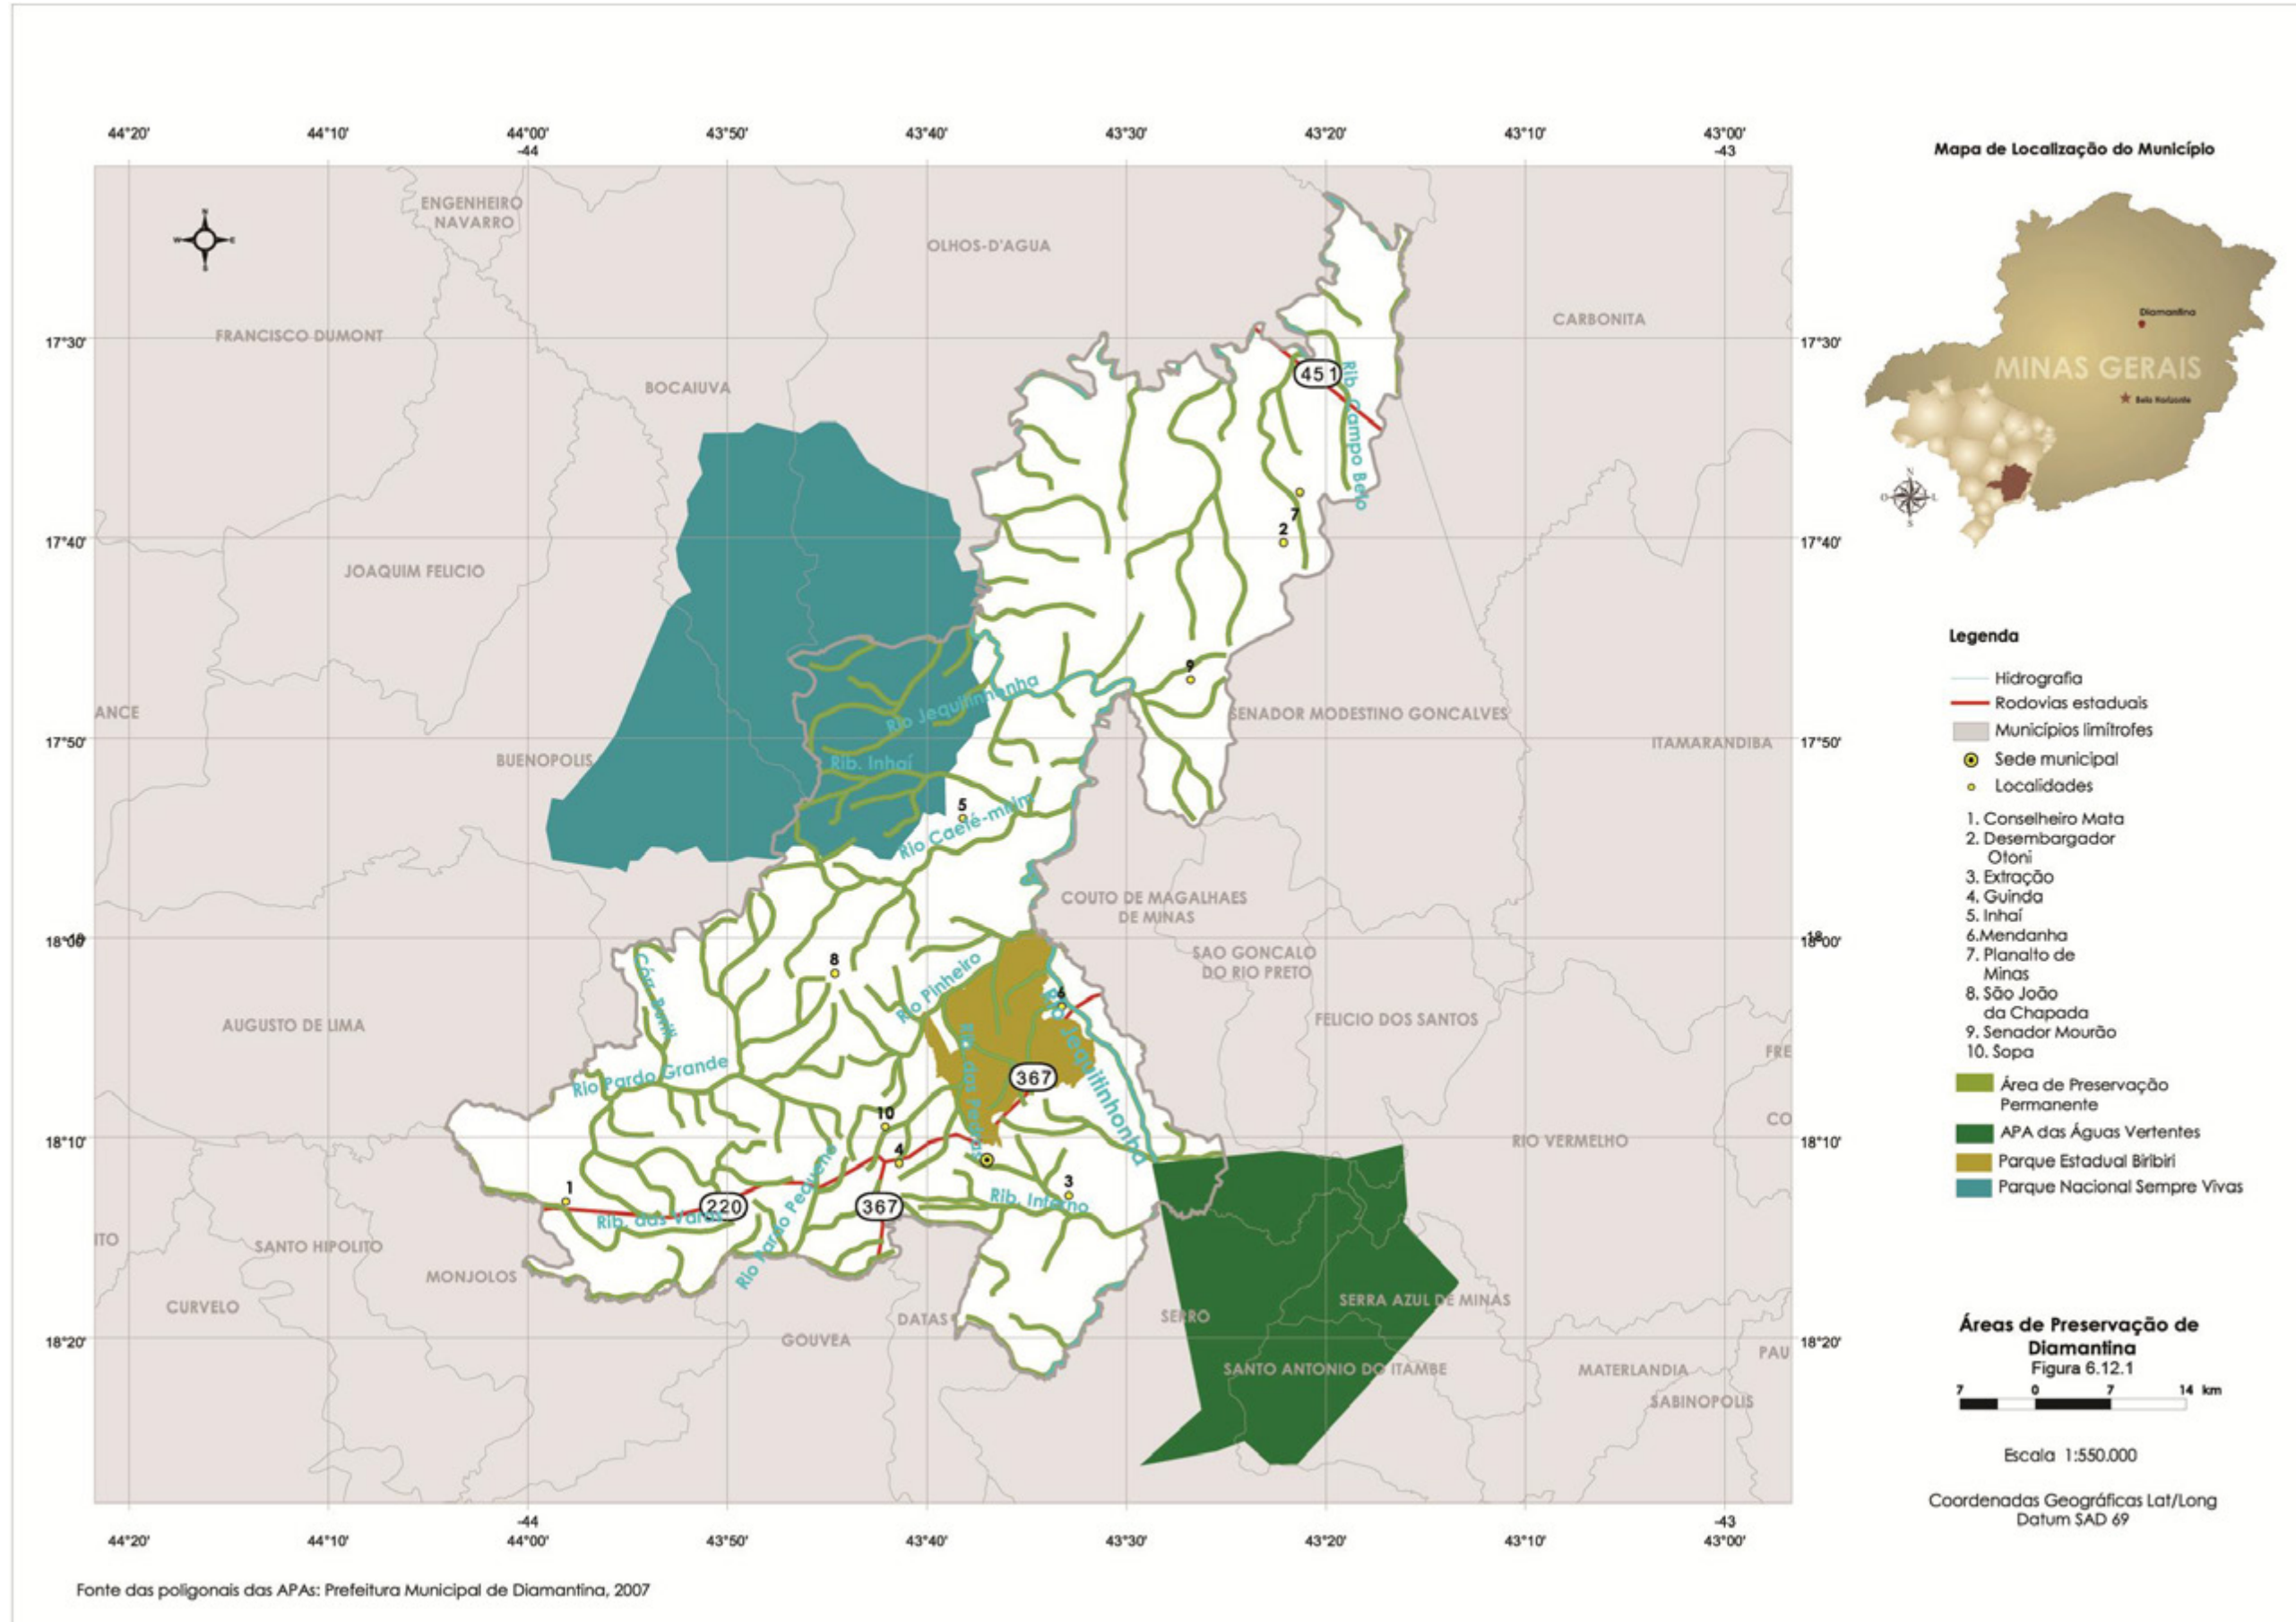 44°20' 44°10' 44°00' 43°50' 43°40' 43°30' 43°20' 43°10' 43°00'
-44 -43
N
W E
S
ENGENHEIRO
NAVARRO
OLHOS-D'AGUA
FRANCISCO DUMONT
CARBONITA
17°30' 17°30'
BOCAIUVA
451
Rib. Campo Belo
7
2
17°40' 17°40'
JOAQUIM FELICIO
9
ANCE
Rio Jequitinhonha
SENADOR MODESTINO GONCALVES
17°50' 17°50'
ITAMARANDIBA
BUENOPOLIS
Rib. Inhaí
5
Rio Caeté-mirim
COUTO DE MAGALHAES
DE MINAS
18°00' 18°00'
-18
8
SAO GONCALO
DO RIO PRETO
Rio Pinheiro
6
AUGUSTO DE LIMA
FELICIO DOS SANTOS
FRE
Rio Jequitinhonha
Rib. das Pedras
Rio Pardo Grande
367
10
CO
18°10' 18°10'
RIO VERMELHO
4
1
3
220
367
Rib. Inferno
Rib. das Varas
Rio Pardo Pequeno
ITO
SANTO HIPOLITO
MONJOLOS
CURVELO
DATAS
GOUVEA
SERRO
SERRA AZUL DE MINAS
18°20' 18°20'
PAU
SANTO ANTONIO DO ITAMBE
MATERLANDIA
SABINOPOLIS
-44 -43
44°20' 44°10' 44°00' 43°50' 43°40' 43°30' 43°20' 43°10' 43°00'
Fonte das poligonais das APAs: Prefeitura Municipal de Diamantina, 2007
Mapa de Localização do Município
Diamantina
MINAS GERAIS
Belo Horizonte
N
O L
S
Legenda
Hidrografia
Rodovias estaduais
Municípios limítrofes
Sede municipal
Localidades
1. Conselheiro Mata
2. Desembargador
Otoni
3. Extração
4. Guinda
5. Inhaí
6.Mendanha
7. Planalto de
Minas
8. São João
da Chapada
9. Senador Mourão
10. Sopa
Área de Preservação
Permanente
APA das Águas Vertentes
Parque Estadual Biribiri
Parque Nacional Sempre Vivas
Áreas de Preservação de
Diamantina
Figura 6.12.1
7 0 7 14 km
Escala 1:550.000
Coordenadas Geográficas Lat/Long
Datum SAD 69